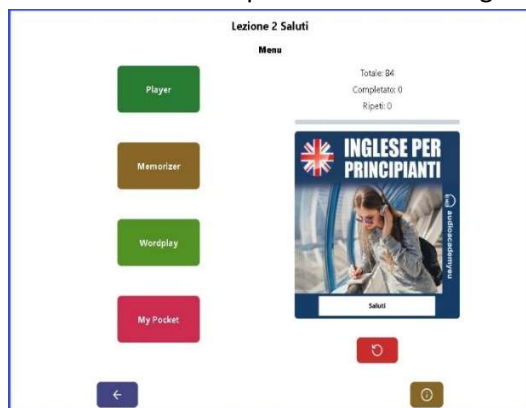 Lezione 2 Saluti
Menu
Player
Memorizer
Wordplay
My Pocket
Totale: 84
Completato: 0
Ripeti: 0
INGLESE PER
PRINCIPIANTI
audioacademyeu
Saluti